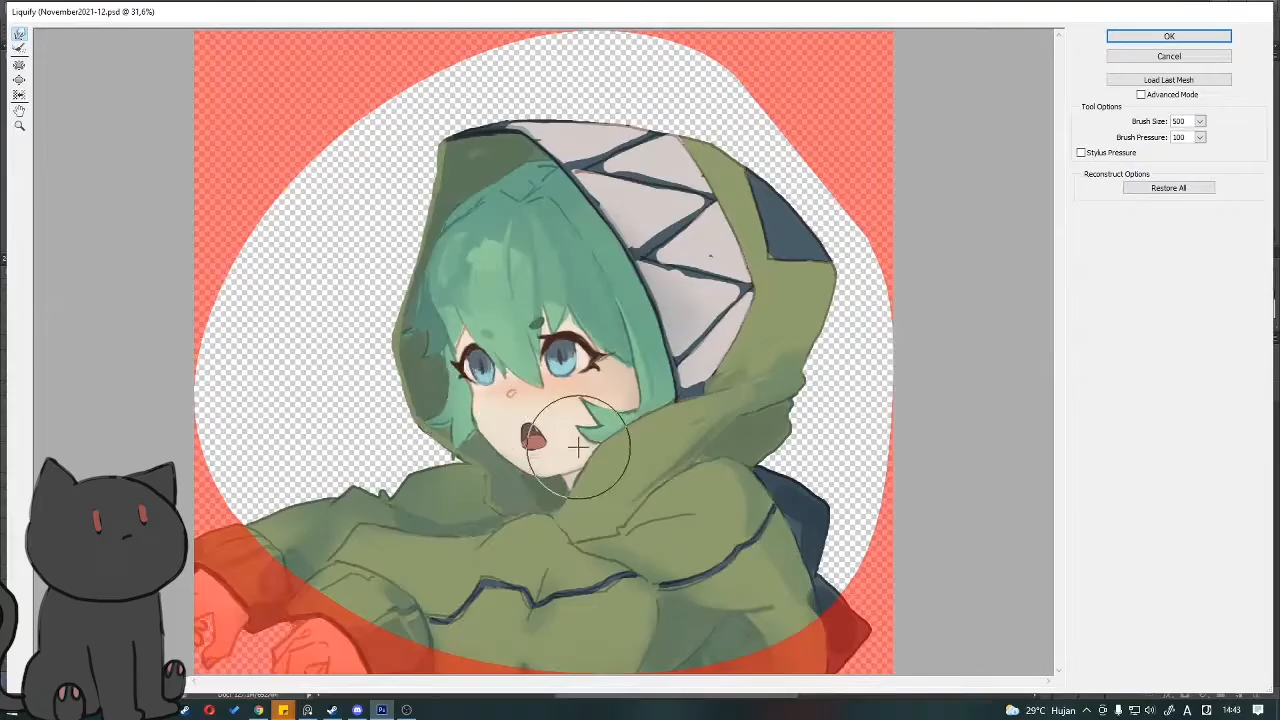 Liquify (November2021-12.psd @ 31,6%)
OK
Cancel
Load Last Mesh
Advanced Mode
Tool Options
Brush Size: 500
Brush Pressure: 100
Stylus Pressure
Reconstruct Options
Restore All
29°C Hujan
14:43